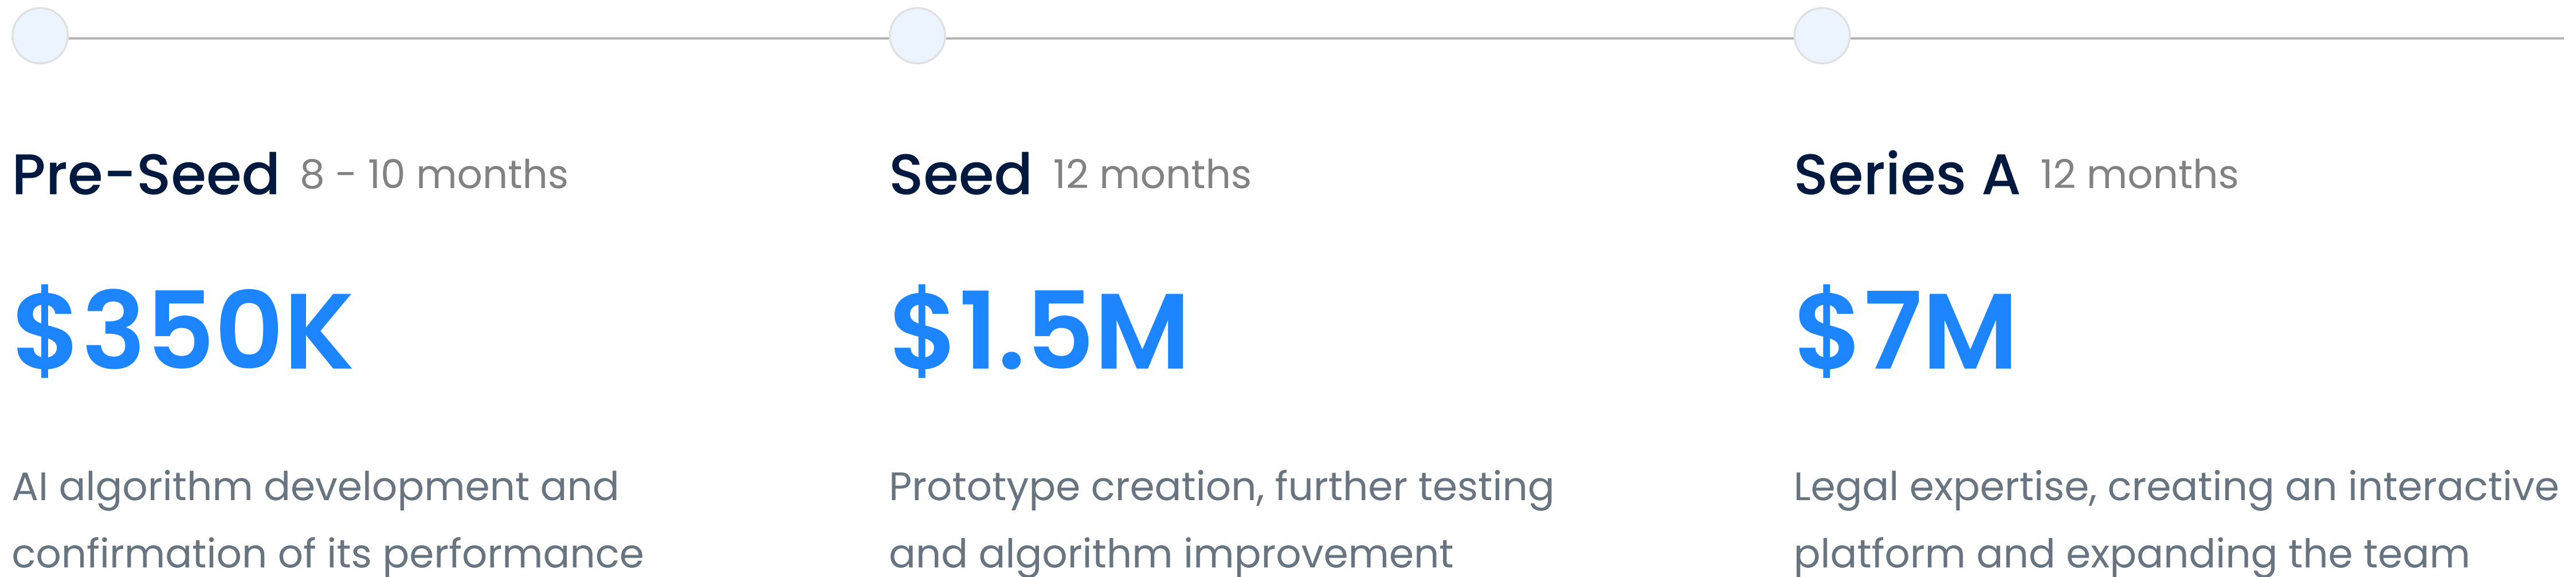 Pre-Seed 8 - 10 months
$350K
AI algorithm development and
confirmation of its performance
Seed 12 months
$1.5M
Prototype creation, further testing
and algorithm improvement
Series A 12 months
$7M
Legal expertise, creating an interactive
platform and expanding the team